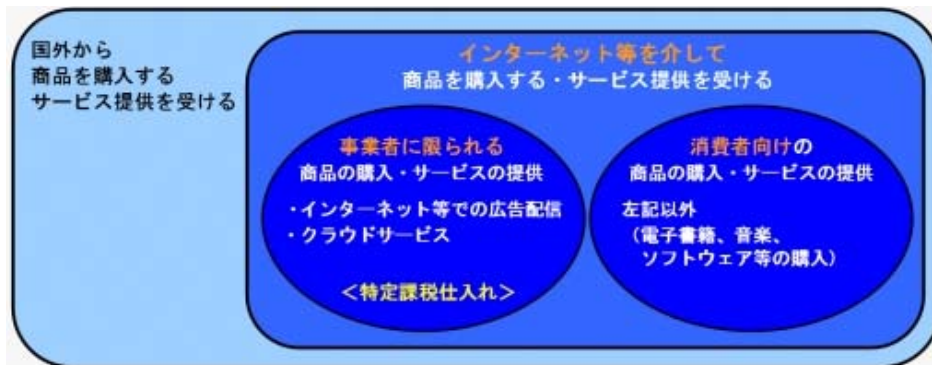 国外から
商品を購入する
サービス提供を受ける
インターネット等を介して
商品を購入する・サービス提供を受ける
事業者に限られる
商品の購入・サービスの提供
・インターネット等での広告配信
・クラウドサービス
＜特定課税仕入れ＞
消費者向けの
商品の購入・サービスの提供
左記以外
（電子書籍、音楽、
ソフトウェア等の購入）